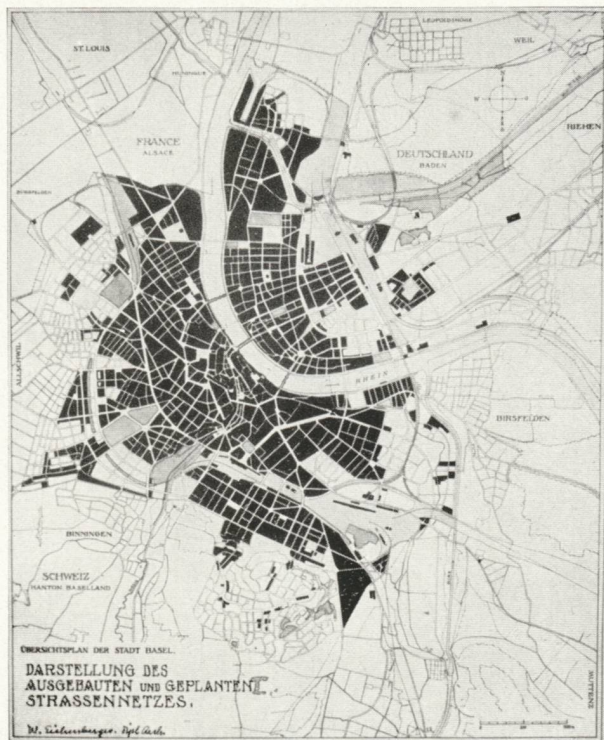 LEOPOLDSHÖHE
ST. LOUIS
WEIL
N
W
RIEHEN
FRANCE
ALSACE
DEUTSCHLAND
BADEN
ALLSCHWIL
RHEIN
BIRSFELDEN
BINNINGEN
SCHWEIZ
KANTON BASELLAND
ÜBERSICHTSPLAN DER STADT BASEL.
DARSTELLUNG DES
AUSGEBAUTEN UND GEPLANTEN
STRASSENNETZES.
MUTTENZ